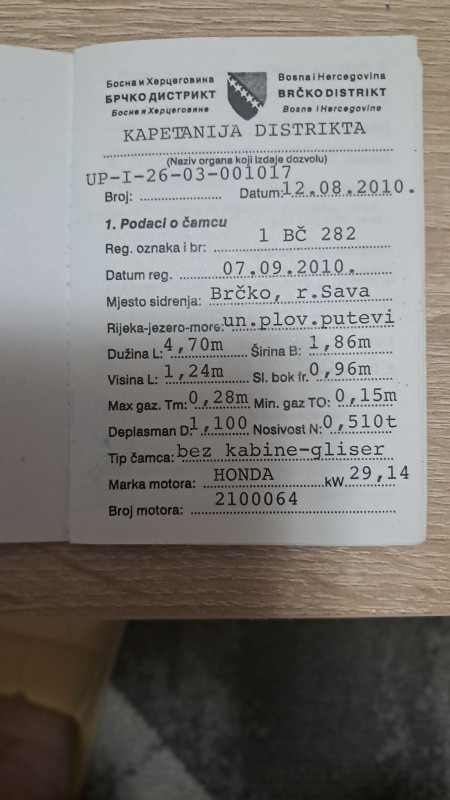 Босна и Херцеговина
БРЧКО ДИСТРИКТ
Босне и Херцеговине
Bosna i Hercegovina
BRČKO DISTRIKT
Bosne i Hercegovine
KAPETANIJA DISTRIKTA
(Naziv organa koji izdaje dozvolu)
UP-I-26-03-001017
Broj: Datum: 12.08.2010.
1. Podaci o čamcu
Reg. oznaka i br: 1 BČ 282
Datum reg. 07.09.2010.
Mjesto sidrenja: Brčko, r.Sava
Rijeka-jezero-more: un.plov.putevi
Dužina L: 4,70m Širina B: 1,86m
Visina L: 1,24m Sl. bok fr. 0,96m
Max gaz. Tm: 0,28m Min. gaz TO: 0,15m
Deplasman D: 1,100 Nosivost N: 0,510t
Tip čamca: bez kabine-gliser
Marka motora: HONDA kW 29,14
Broj motora: 2100064